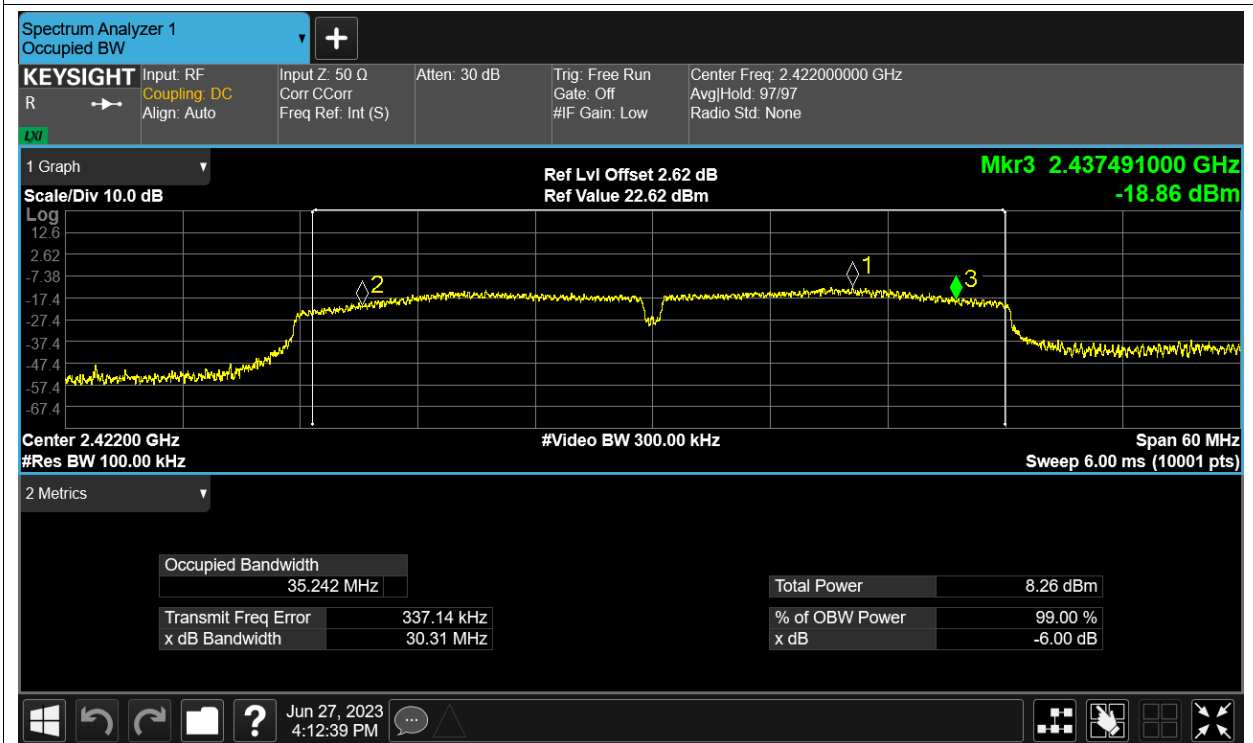 Spectrum Analyzer 1
Occupied BW
KEYSIGHT
R
LXI
Input: RF
Coupling: DC
Align: Auto
Input Z: 50 Ω
Corr CCorr
Freq Ref: Int (S)
Atten: 30 dB
Trig: Free Run
Gate: Off
#IF Gain: Low
Center Freq: 2.422000000 GHz
Avg|Hold: 97/97
Radio Std: None
1 Graph
Scale/Div 10.0 dB
Ref Lvl Offset 2.62 dB
Ref Value 22.62 dBm
Mkr3 2.437491000 GHz
-18.86 dBm
Log
12.6
2.62
-7.38
-17.4
-27.4
-37.4
-47.4
-57.4
-67.4
2
1
3
Center 2.42200 GHz
#Video BW 300.00 kHz
Span 60 MHz
#Res BW 100.00 kHz
Sweep 6.00 ms (10001 pts)
2 Metrics
Occupied Bandwidth
35.242 MHz
Transmit Freq Error 337.14 kHz
x dB Bandwidth 30.31 MHz
Total Power 8.26 dBm
% of OBW Power 99.00 %
x dB -6.00 dB
?
Jun 27, 2023
4:12:39 PM